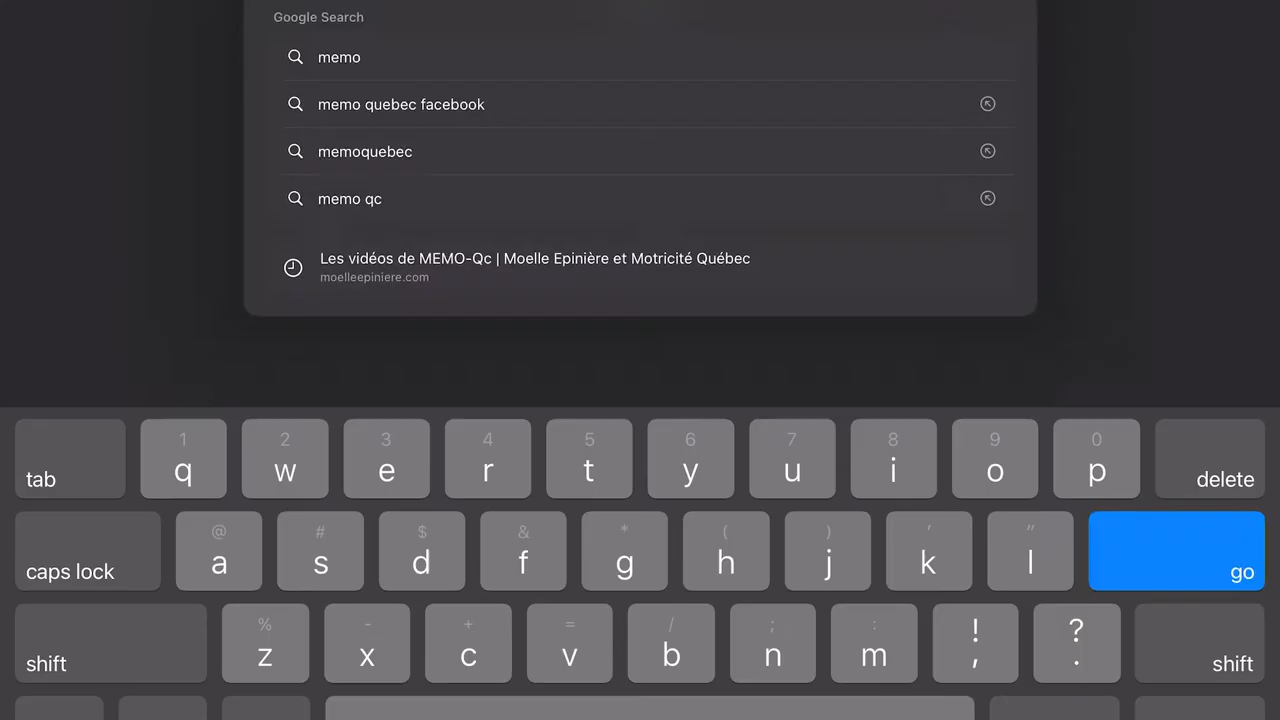 Google Search
memo
memo quebec facebook
memoquebec
memo qc
Les vidéos de MEMO-Qc | Moelle Epinière et Motricité Québec
moelleepiniere.com
1 2 3 4 5 6 7 8 9 0
tab q w e r t y u i o p delete
@ # $ & * ( ) ' "
caps lock a s d f g h j k l go
% - + = / ; : ! ?
shift z x c v b n m , . shift